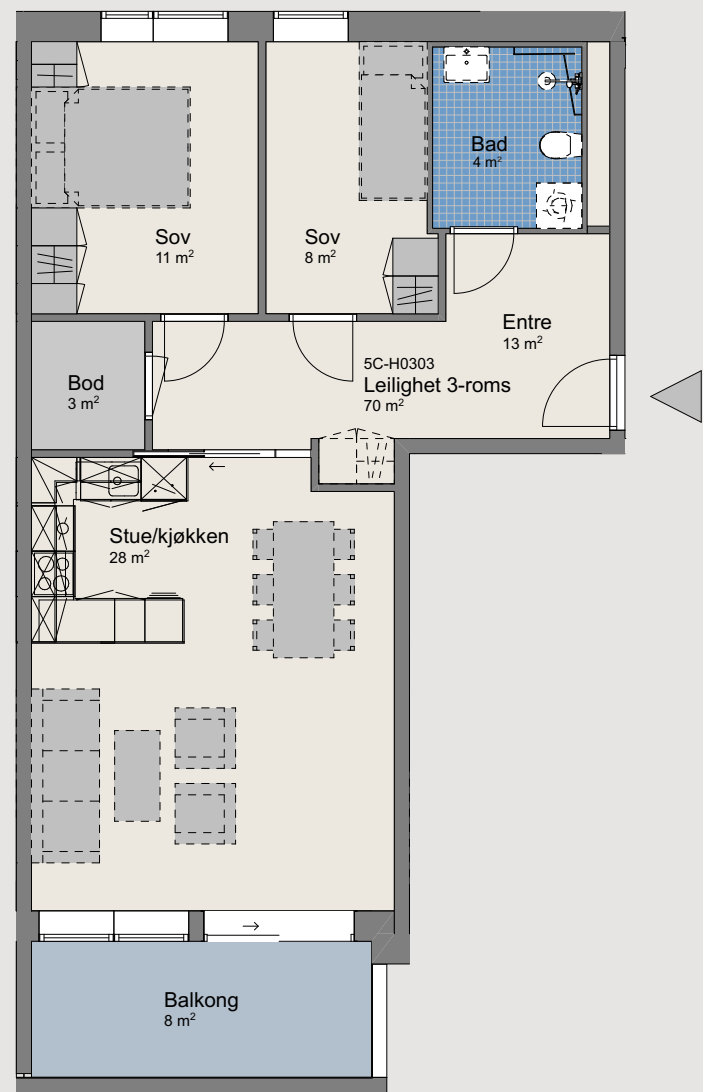 Bad
4 m²
Sov
11 m²
Sov
8 m²
Entre
13 m²
5C-H0303
Leilighet 3-roms
70 m²
Bod
3 m²
Stue/kjøkken
28 m²
Balkong
8 m²